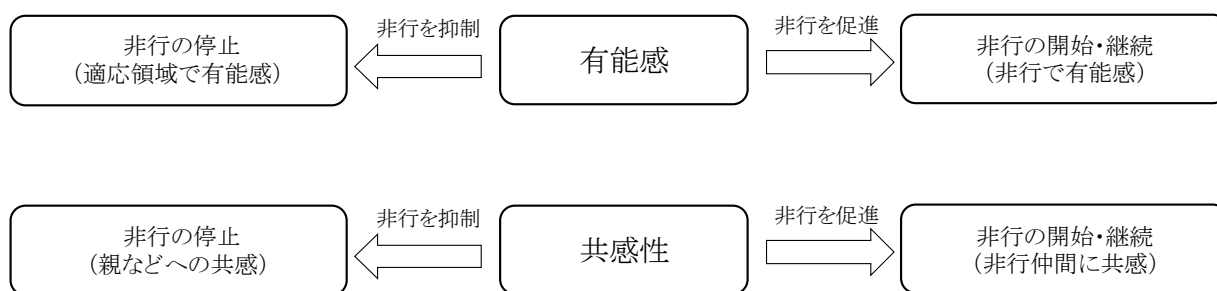 非行の停止
(適応領域で有能感)
非行を抑制
有能感
非行を促進
非行の開始・継続
(非行で有能感)
非行の停止
(親などへの共感)
非行を抑制
共感性
非行を促進
非行の開始・継続
(非行仲間に共感)